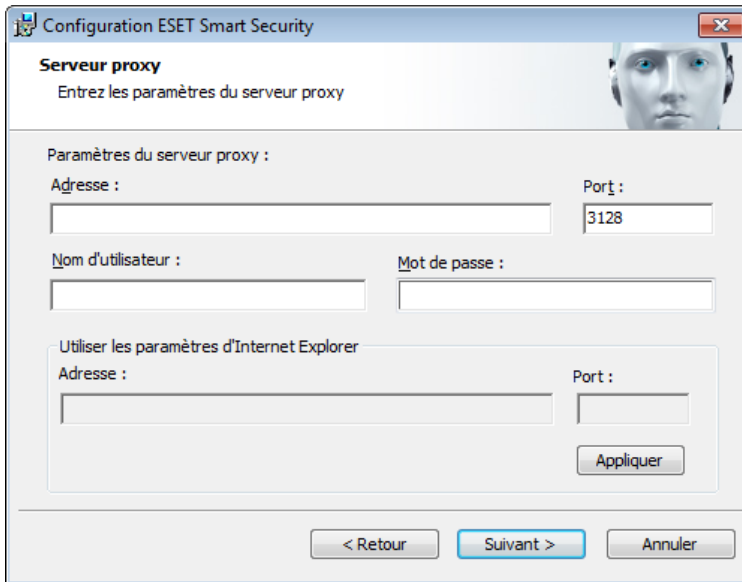 Configuration ESET Smart Security
Serveur proxy
Entrez les paramètres du serveur proxy
Paramètres du serveur proxy :
Adresse : Port :
3128
Nom d'utilisateur : Mot de passe :
Utiliser les paramètres d'Internet Explorer
Adresse : Port :
Appliquer
< Retour Suivant > Annuler